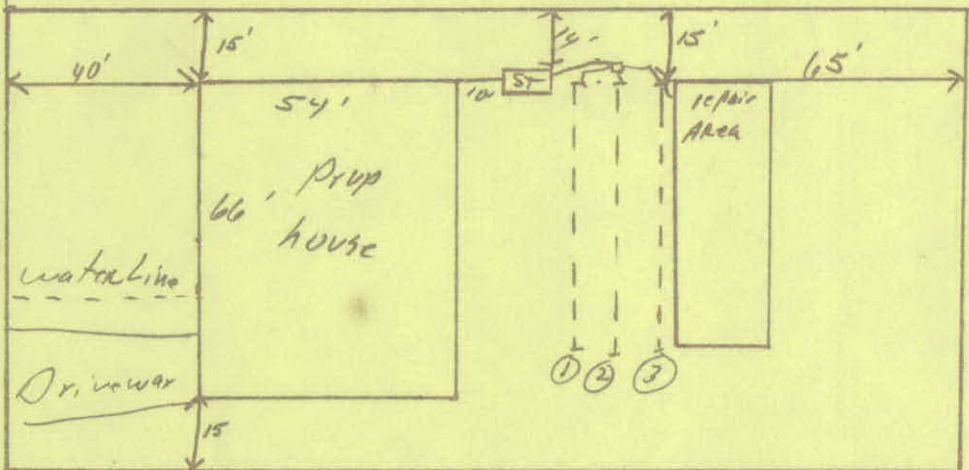 15'
14'
15'
40'
65'
54'
10
ST
repair
Area
66'
Prop
house
waterLine
Driveway
15
① ② ③